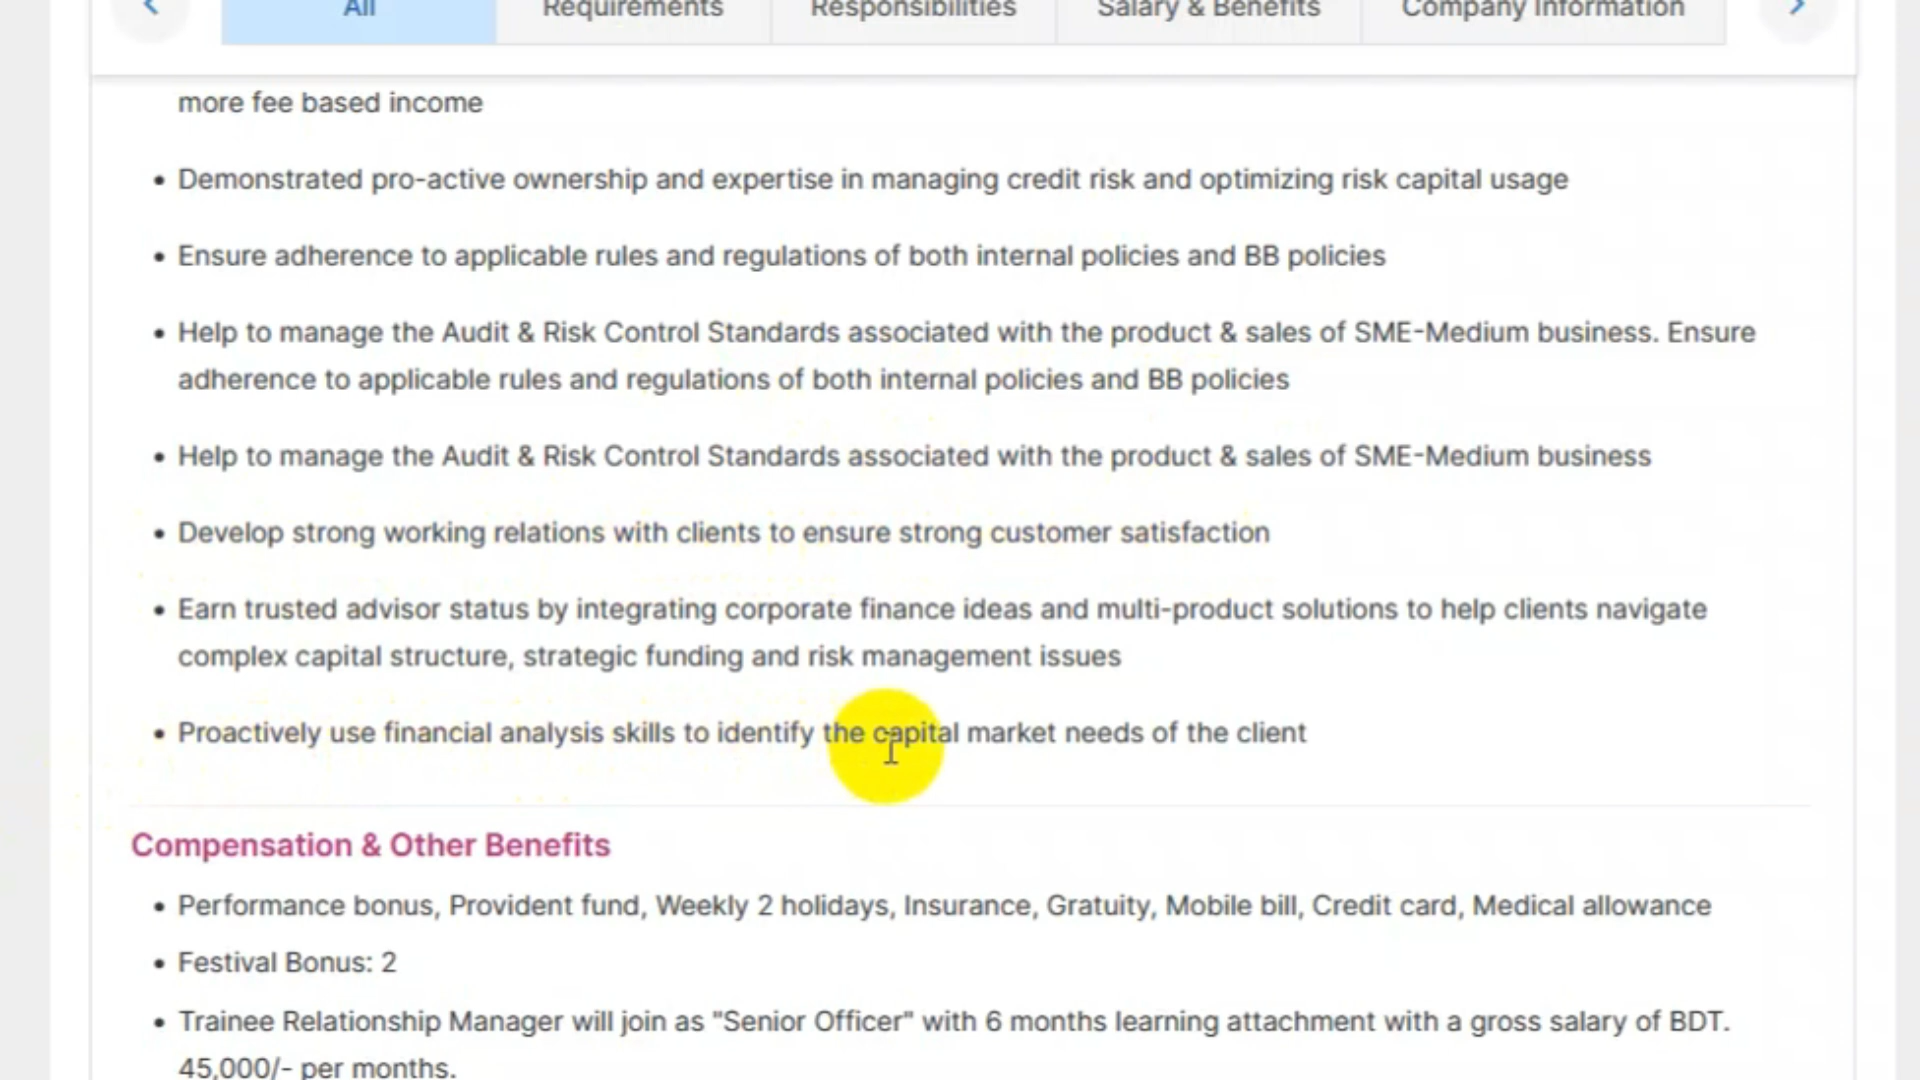 All
Requirements
Responsibilities
Salary & Benefits
Company Information
more fee based income
• Demonstrated pro-active ownership and expertise in managing credit risk and optimizing risk capital usage
• Ensure adherence to applicable rules and regulations of both internal policies and BB policies
• Help to manage the Audit & Risk Control Standards associated with the product & sales of SME-Medium business. Ensure
adherence to applicable rules and regulations of both internal policies and BB policies
• Help to manage the Audit & Risk Control Standards associated with the product & sales of SME-Medium business
• Develop strong working relations with clients to ensure strong customer satisfaction
• Earn trusted advisor status by integrating corporate finance ideas and multi-product solutions to help clients navigate
complex capital structure, strategic funding and risk management issues
• Proactively use financial analysis skills to identify the capital market needs of the client
Compensation & Other Benefits
• Performance bonus, Provident fund, Weekly 2 holidays, Insurance, Gratuity, Mobile bill, Credit card, Medical allowance
• Festival Bonus: 2
• Trainee Relationship Manager will join as "Senior Officer" with 6 months learning attachment with a gross salary of BDT.
45,000/- per months.